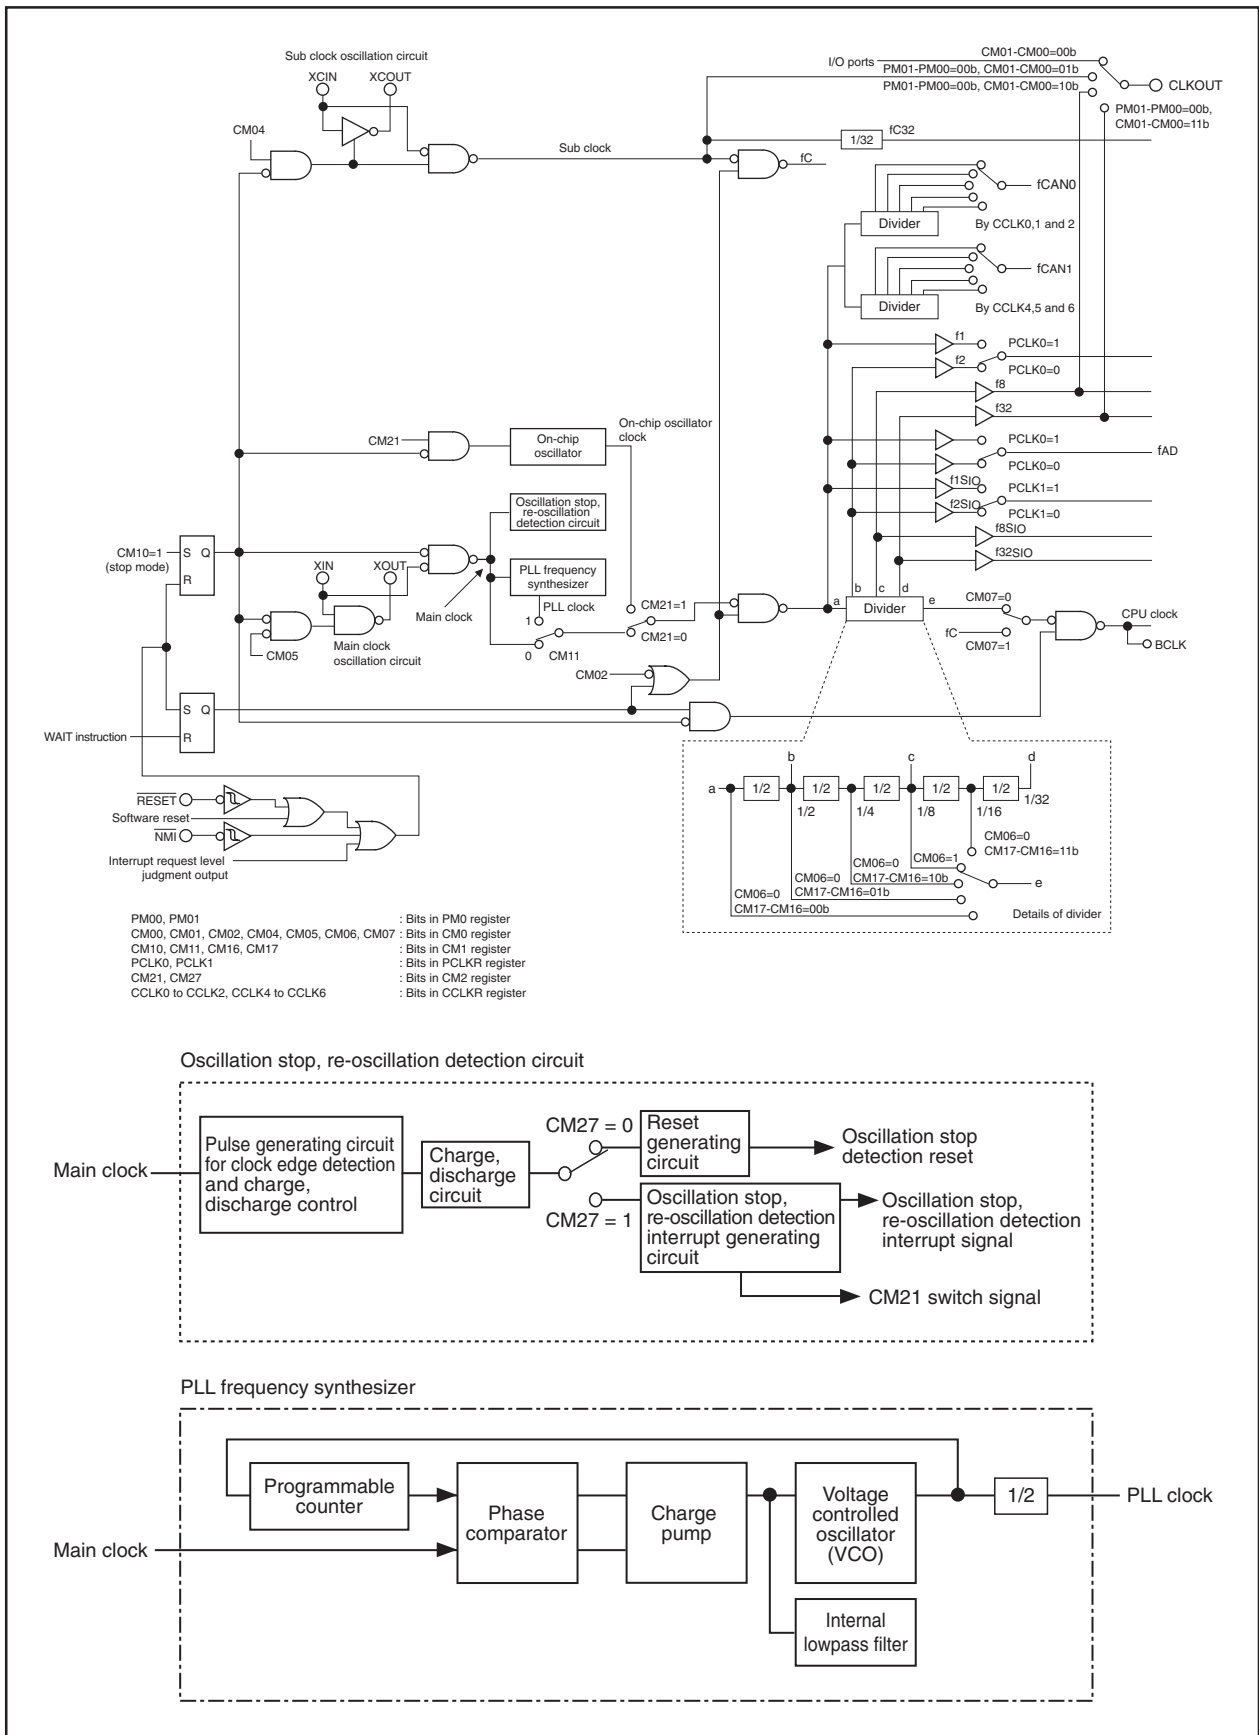 Sub clock oscillation circuit
XCIN
XCOUT
CM04
Sub clock
I/O ports
CM01-CM00=00b
PM01-PM00=00b, CM01-CM00=01b
PM01-PM00=00b, CM01-CM00=10b
CLKOUT
PM01-PM00=00b,
CM01-CM00=11b
1/32
fC32
fC
fCAN0
Divider
By CCLK0,1 and 2
fCAN1
Divider
By CCLK4,5 and 6
f1
PCLK0=1
f2
PCLK0=0
f8
f32
PCLK0=1
fAD
PCLK0=0
f1SIO
PCLK1=1
f2SIO
PCLK1=0
f8SIO
f32SIO
CM21
On-chip
oscillator
On-chip oscillator
clock
Oscillation stop,
re-oscillation
detection circuit
CM10=1
(stop mode)
S
Q
R
XIN
XOUT
PLL frequency
synthesizer
Main clock
PLL clock
1
0
CM11
CM21=1
CM21=0
CM05
Main clock
oscillation circuit
CM02
a
b
c
d
e
Divider
CM07=0
fC
CM07=1
CPU clock
BCLK
S
Q
R
WAIT instruction
RESET
Software reset
NMI
Interrupt request level
judgment output
a
b
c
d
1/2
1/2
1/2
1/2
1/2
1/2
1/4
1/8
1/16
1/32
CM06=0
CM17-CM16=11b
CM06=1
CM06=0
CM17-CM16=10b
CM06=0
CM17-CM16=01b
CM06=0
CM17-CM16=00b
e
Details of divider
PM00, PM01 : Bits in PM0 register
CM00, CM01, CM02, CM04, CM05, CM06, CM07 : Bits in CM0 register
CM10, CM11, CM16, CM17 : Bits in CM1 register
PCLK0, PCLK1 : Bits in PCLKR register
CM21, CM27 : Bits in CM2 register
CCLK0 to CCLK2, CCLK4 to CCLK6 : Bits in CCLKR register
Oscillation stop, re-oscillation detection circuit
Main clock
Pulse generating circuit
for clock edge detection
and charge,
discharge control
Charge,
discharge
circuit
CM27 = 0
CM27 = 1
Reset
generating
circuit
Oscillation stop
detection reset
Oscillation stop,
re-oscillation detection
interrupt generating
circuit
Oscillation stop,
re-oscillation detection
interrupt signal
CM21 switch signal
PLL frequency synthesizer
Programmable
counter
Main clock
Phase
comparator
Charge
pump
Voltage
controlled
oscillator
(VCO)
1/2
PLL clock
Internal
lowpass filter